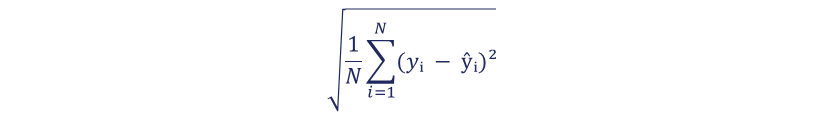 √(1/N ∑_{i=1}^{N} (y_i − ŷ_i)²)